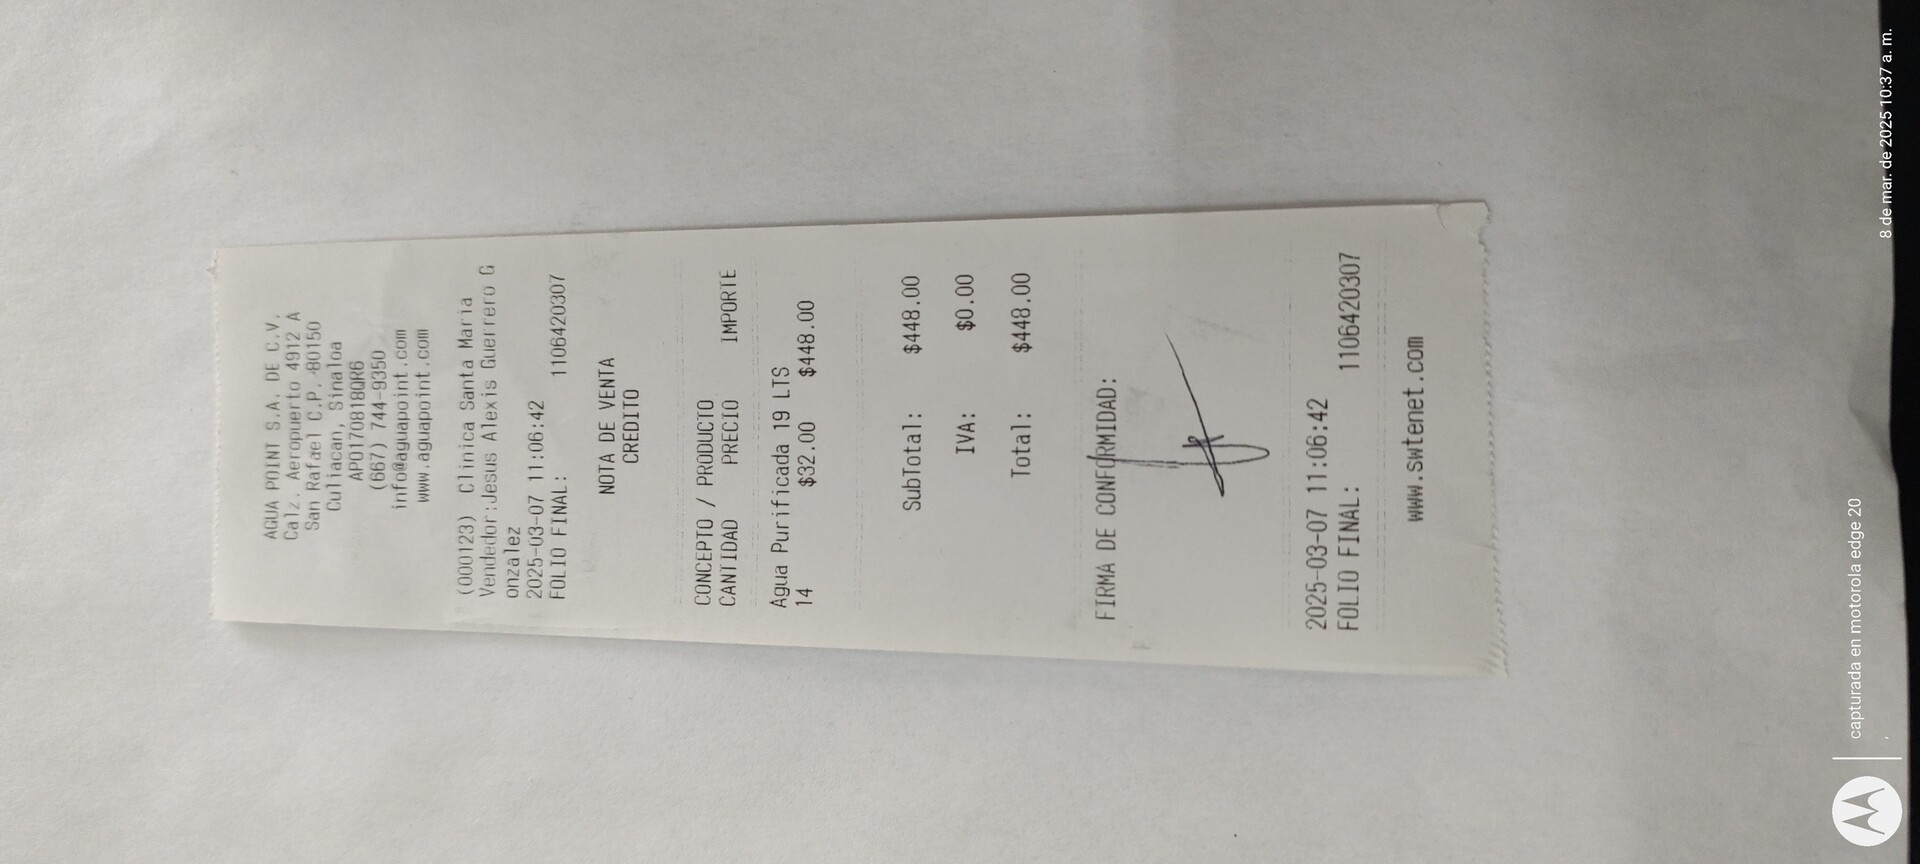 AGUA POINT S.A. DE C.V.
Calz. Aeropuerto 4912 A
San Rafael C.P. 80150
Culiacan, Sinaloa
APO170818QR6
(667) 744-9350
info@aguapoint.com
www.aguapoint.com
(000123) Clinica Santa Maria
Vendedor:Jesus Alexis Guerrero G
onzalez
2025-03-07 11:06:42
FOLIO FINAL: 1106420307
NOTA DE VENTA
CREDITO
CONCEPTO / PRODUCTO
CANTIDAD PRECIO IMPORTE
Agua Purificada 19 LTS
14 $32.00 $448.00
SubTotal: $448.00
IVA: $0.00
Total: $448.00
FIRMA DE CONFORMIDAD:
2025-03-07 11:06:42
FOLIO FINAL: 1106420307
www.swtenet.com
capturada en motorola edge 20
8 de mar. de 2025 10:37 a. m.